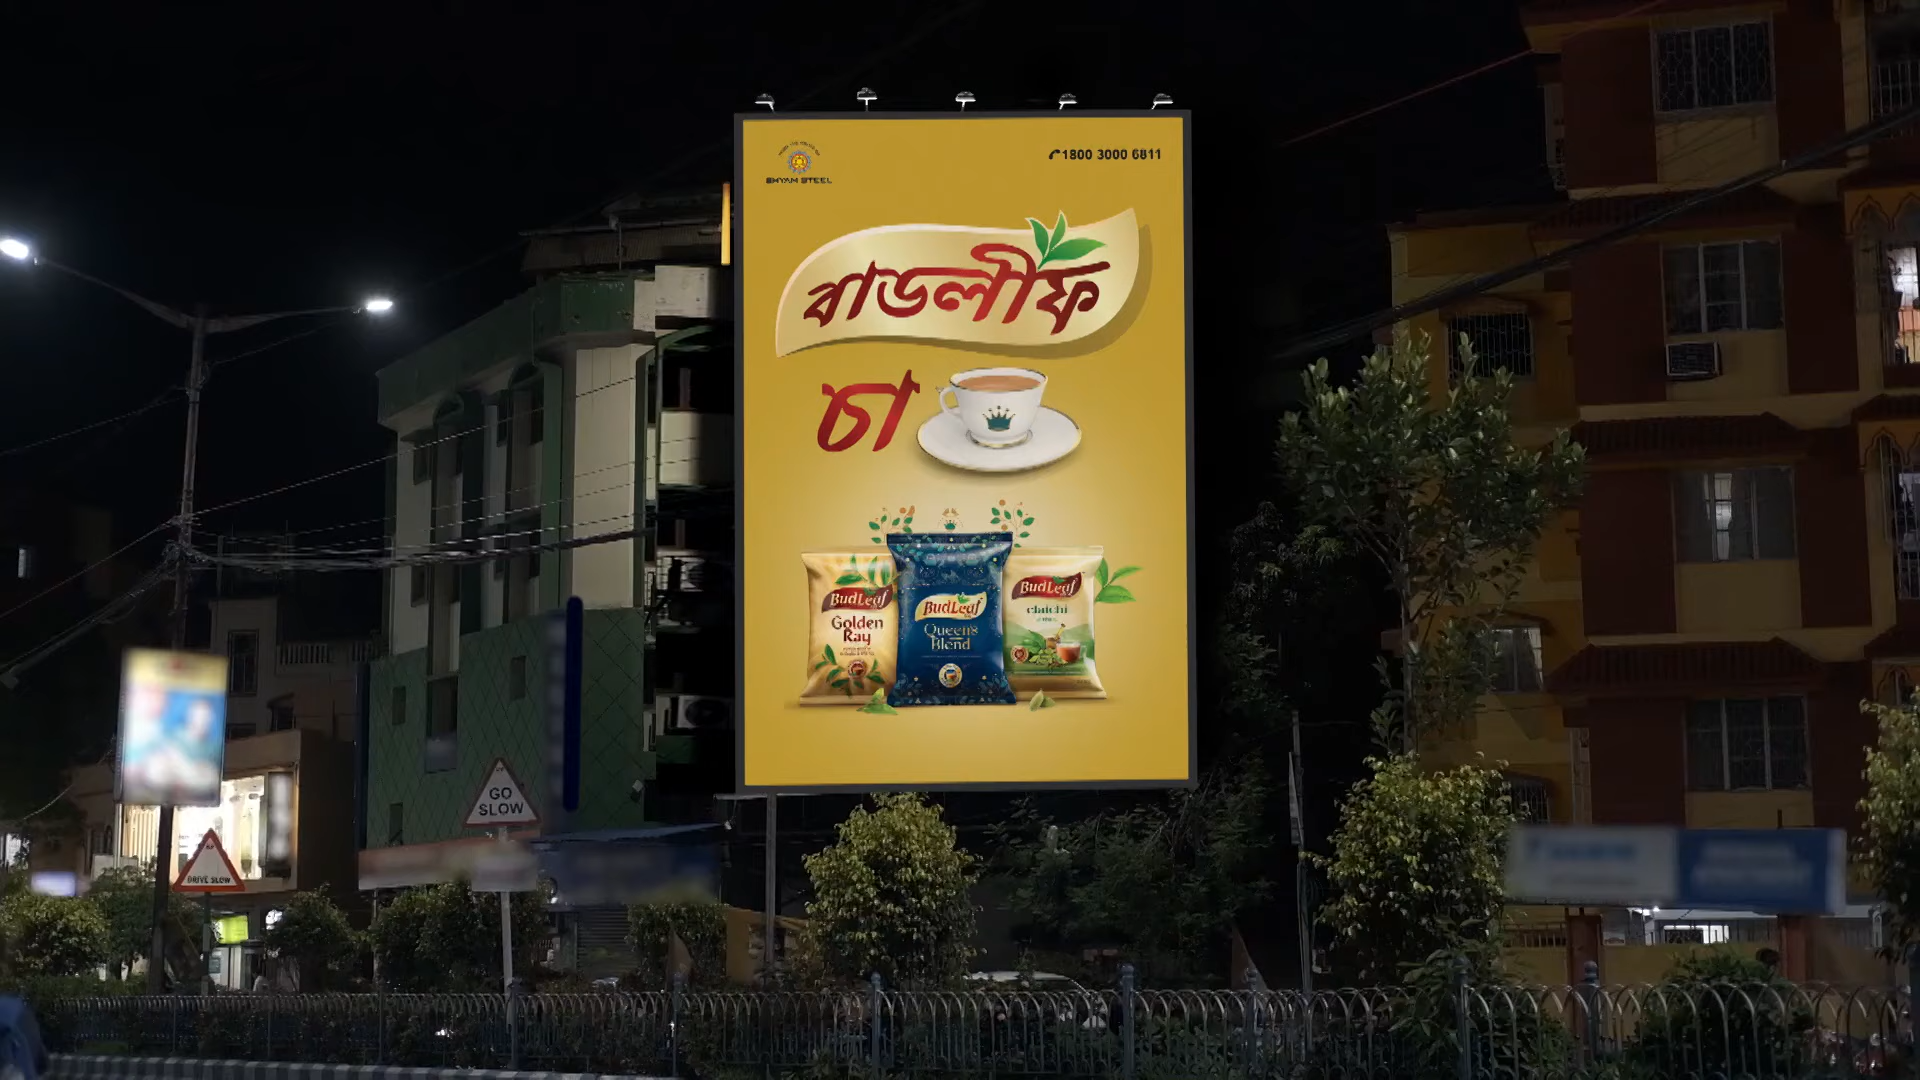 SHYAM STEEL
1800 3000 6811
বাডলীফ
চা
BudLeaf
Golden
Ray
BudLeaf
Queen's
Blend
BudLeaf
elaichi
GO
SLOW
DRIVE SLOW